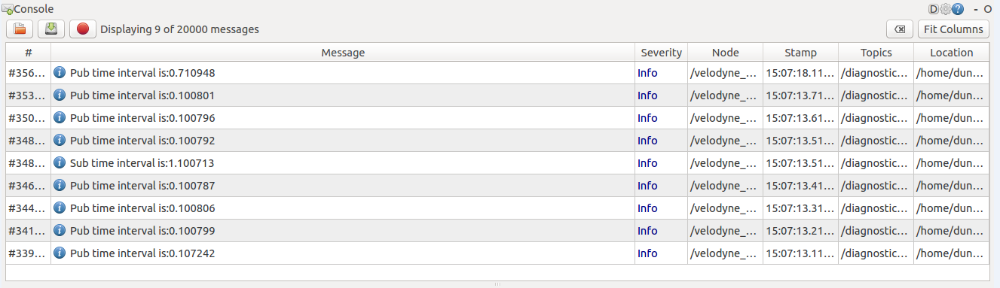 Console D ? - O
Displaying 9 of 20000 messages Fit Columns
# Message Severity Node Stamp Topics Location
#356... Pub time interval is:0.710948 Info /velodyne_... 15:07:18.11... /diagnostic... /home/dun...
#353... Pub time interval is:0.100801 Info /velodyne_... 15:07:13.71... /diagnostic... /home/dun...
#350... Pub time interval is:0.100796 Info /velodyne_... 15:07:13.61... /diagnostic... /home/dun...
#348... Pub time interval is:0.100792 Info /velodyne_... 15:07:13.51... /diagnostic... /home/dun...
#348... Sub time interval is:1.100713 Info /velodyne_... 15:07:13.51... /diagnostic... /home/dun...
#346... Pub time interval is:0.100787 Info /velodyne_... 15:07:13.41... /diagnostic... /home/dun...
#344... Pub time interval is:0.100806 Info /velodyne_... 15:07:13.31... /diagnostic... /home/dun...
#341... Pub time interval is:0.100799 Info /velodyne_... 15:07:13.21... /diagnostic... /home/dun...
#339... Pub time interval is:0.107242 Info /velodyne_... 15:07:13.11... /diagnostic... /home/dun...